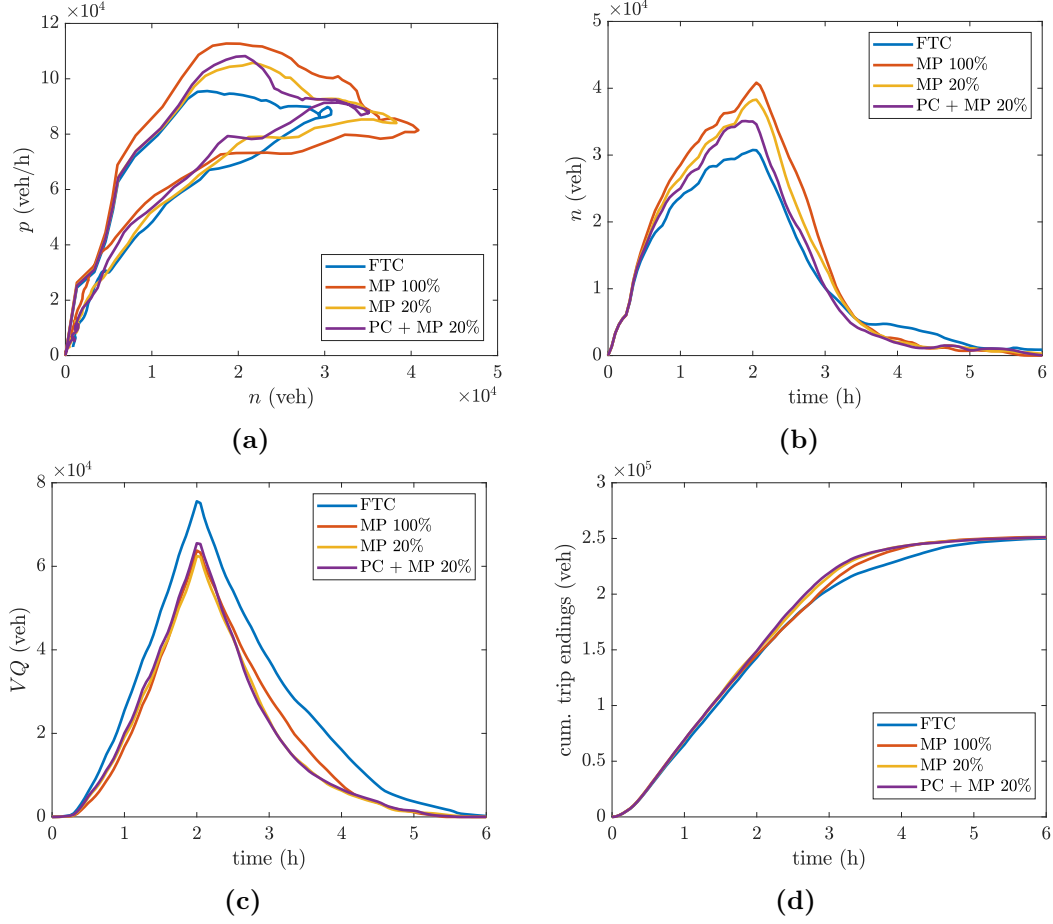 ×10⁴
12
10
8
6
4
2
0
p (veh/h)
0 1 2 3 4 5
n (veh)
×10⁴
FTC
MP 100%
MP 20%
PC + MP 20%
(a)
×10⁴
5
4
3
2
1
0
n (veh)
0 1 2 3 4 5 6
time (h)
FTC
MP 100%
MP 20%
PC + MP 20%
(b)
×10⁴
8
6
4
2
0
VQ (veh)
0 1 2 3 4 5 6
time (h)
FTC
MP 100%
MP 20%
PC + MP 20%
(c)
×10⁵
3
2.5
2
1.5
1
0.5
0
cum. trip endings (veh)
0 1 2 3 4 5 6
time (h)
FTC
MP 100%
MP 20%
PC + MP 20%
(d)